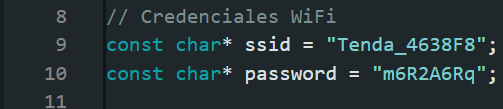 8 // Credenciales WiFi
9 const char* ssid = "Tenda_4638F8";
10 const char* password = "m6R2A6Rq";
11